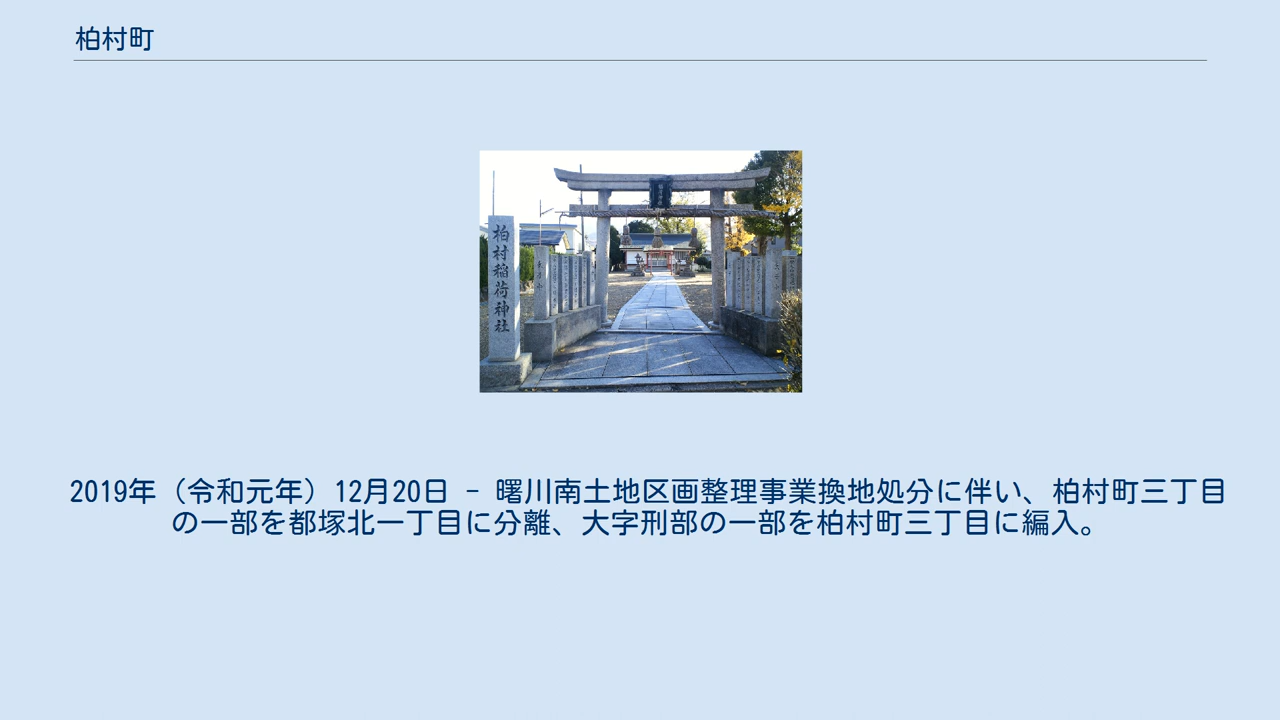 柏村町
柏村稲荷神社
2019年（令和元年）12月20日 - 曙川南土地区画整理事業換地処分に伴い、柏村町三丁目
の一部を都塚北一丁目に分離、大字刑部の一部を柏村町三丁目に編入。